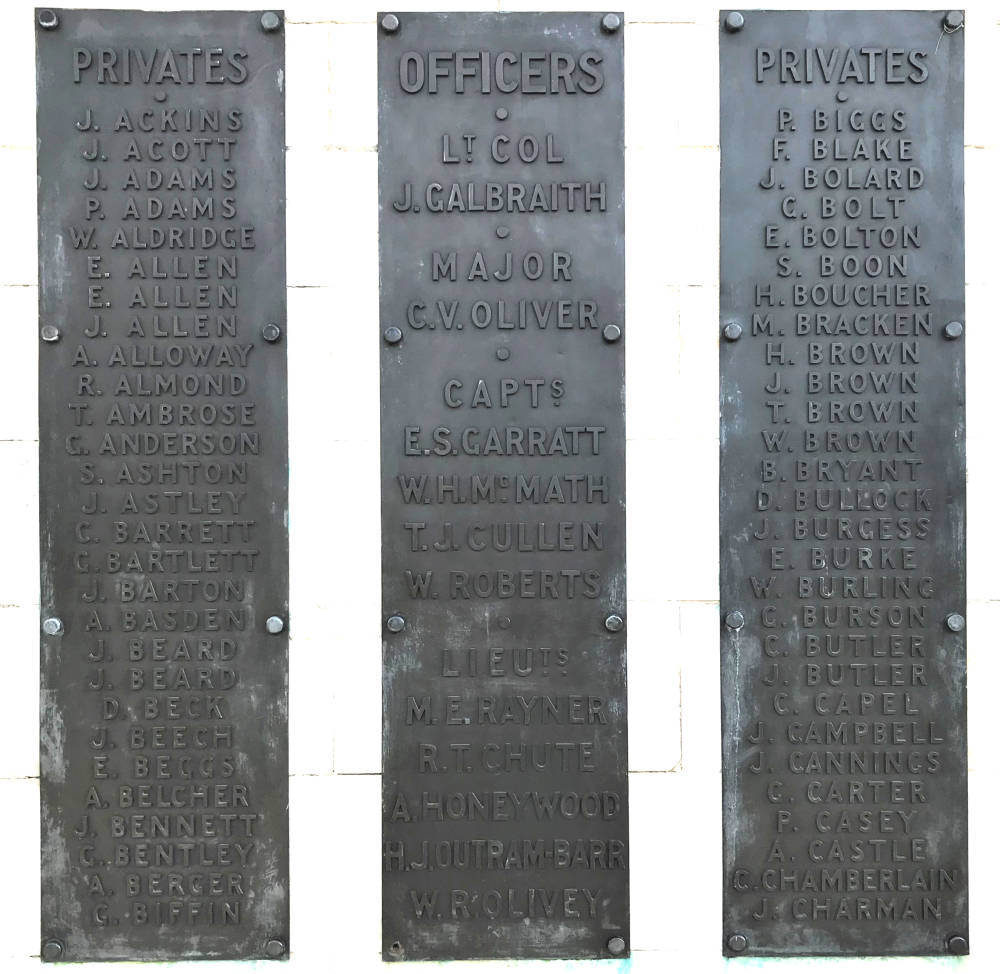 PRIVATES
J. ACKINS
J. ACOTT
J. ADAMS
P. ADAMS
W. ALDRIDGE
E. ALLEN
E. ALLEN
J. ALLEN
A. ALLOWAY
R. ALMOND
T. AMBROSE
G. ANDERSON
S. ASHTON
J. ASTLEY
C. BARRETT
G. BARTLETT
J. BARTON
A. BASDEN
J. BEARD
J. BEARD
D. BECK
J. BEECH
E. BEGGS
A. BELCHER
J. BENNETT
G. BENTLEY
A. BERGER
G. BIFFIN
OFFICERS
LT COL
J. GALBRAITH
MAJOR
C.V. OLIVER
CAPTS
E.S. GARRATT
W.H. McMATH
T.J. CULLEN
W. ROBERTS
LIEUTS
M.E. RAYNER
R.T. CHUTE
A. HONEYWOOD
H.J. OUTRAM-BARR
W.R. OLIVEY
PRIVATES
P. BIGGS
F. BLAKE
J. BOLARD
G. BOLT
E. BOLTON
S. BOON
H. BOUCHER
M. BRACKEN
H. BROWN
J. BROWN
T. BROWN
W. BROWN
B. BRYANT
D. BULLOCK
J. BURGESS
E. BURKE
W. BURLING
G. BURSON
C. BUTLER
J. BUTLER
C. CAPEL
J. CAMPBELL
J. CANNINGS
G. CARTER
P. CASEY
A. CASTLE
C. CHAMBERLAIN
J. CHARMAN